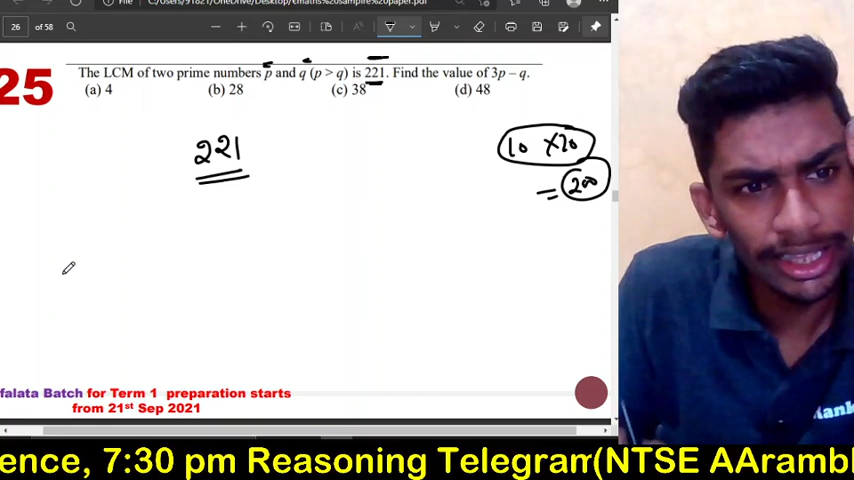 26 of 58
25 The LCM of two prime numbers p and q (p > q) is 221. Find the value of 3p – q.
(a) 4 (b) 28 (c) 38 (d) 48
221
10 × 20
= 200
falata Batch for Term 1 preparation starts
from 21st Sep 2021
ence, 7:30 pm Reasoning Telegram(NTSE AArambl